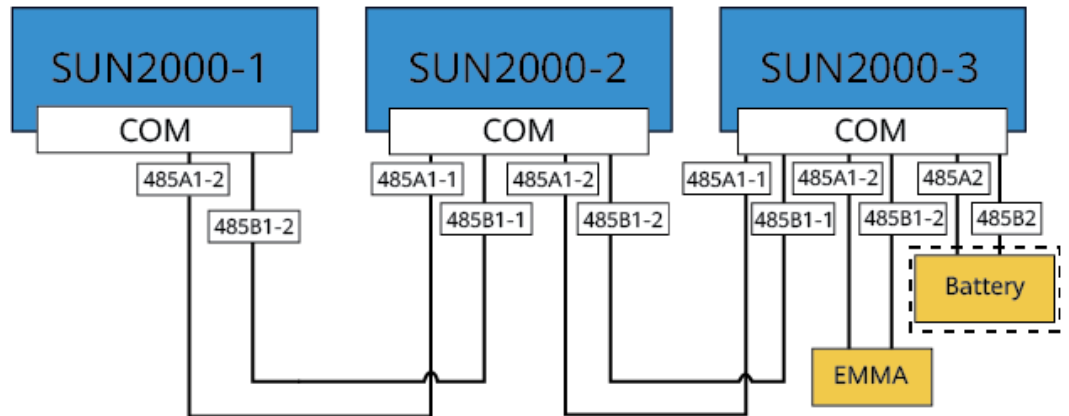 SUN2000-1
SUN2000-2
SUN2000-3
COM
COM
COM
485A1-2
485A1-1
485A1-2
485A1-1
485A1-2
485A2
485B1-2
485B1-1
485B1-2
485B1-1
485B1-2
485B2
Battery
EMMA